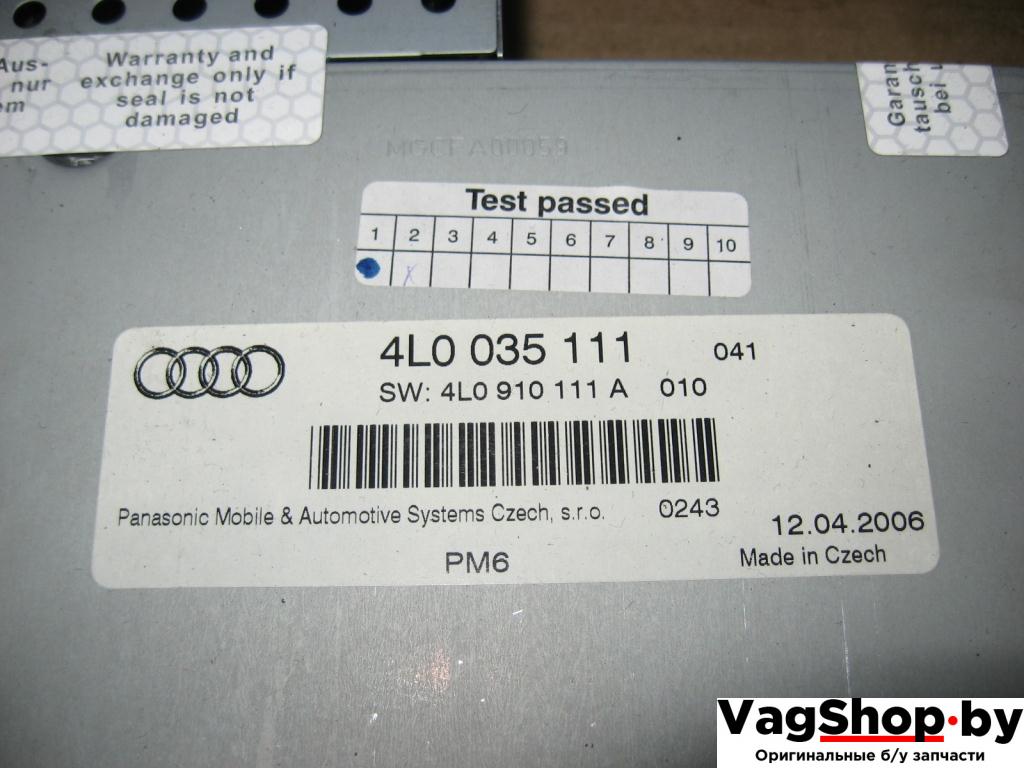 Aus-
nur
em
Warranty and
exchange only if
seal is not
damaged
Garan
tausch
bei u
Test passed
1 2 3 4 5 6 7 8 9 10
X
4L0 035 111 041
SW: 4L0 910 111 A 010
Panasonic Mobile & Automotive Systems Czech, s.r.o. 0243
12.04.2006
PM6
Made in Czech
VagShop.by
Оригинальные б/у запчасти